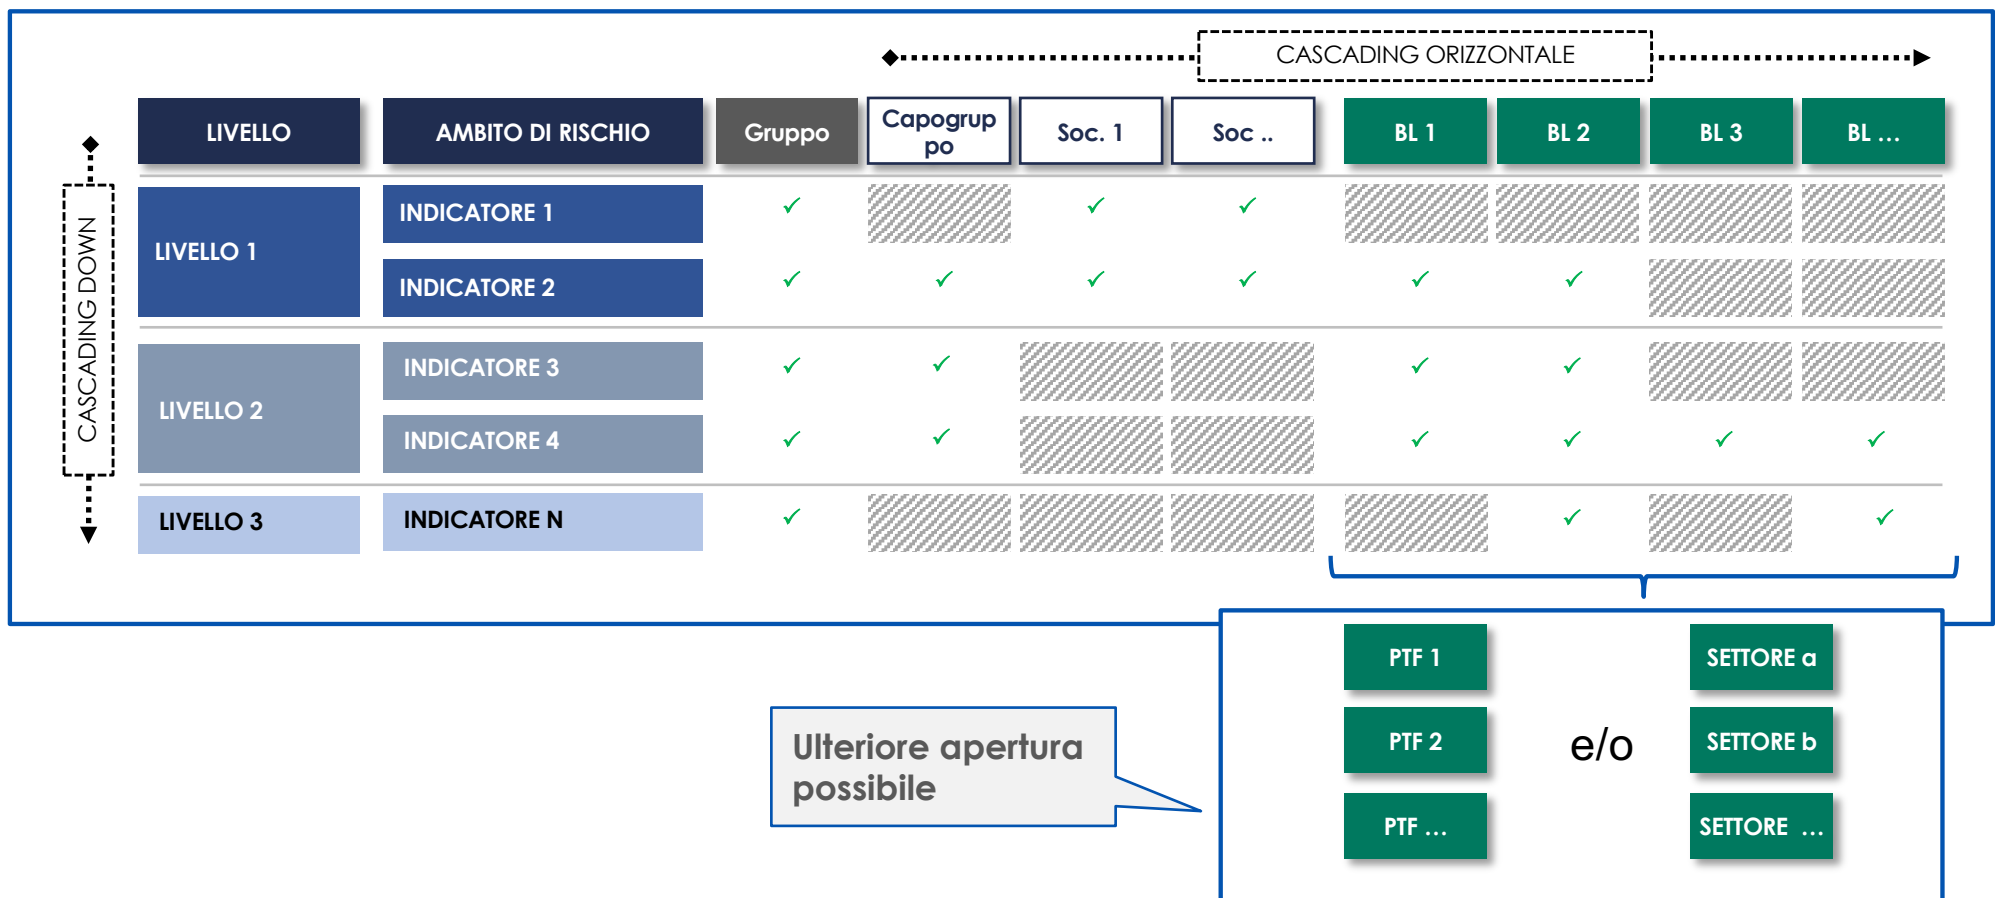 CASCADING ORIZZONTALE
LIVELLO
AMBITO DI RISCHIO
Gruppo
Capogrup
po
Soc. 1
Soc ..
BL 1
BL 2
BL 3
BL ...
CASCADING DOWN
LIVELLO 1
INDICATORE 1
✓ ✓ ✓
INDICATORE 2
✓ ✓ ✓ ✓ ✓ ✓
LIVELLO 2
INDICATORE 3
✓ ✓ ✓ ✓
INDICATORE 4
✓ ✓ ✓ ✓ ✓ ✓
LIVELLO 3
INDICATORE N
✓ ✓ ✓
Ulteriore apertura
possibile
PTF 1
PTF 2
PTF ...
e/o
SETTORE a
SETTORE b
SETTORE ...